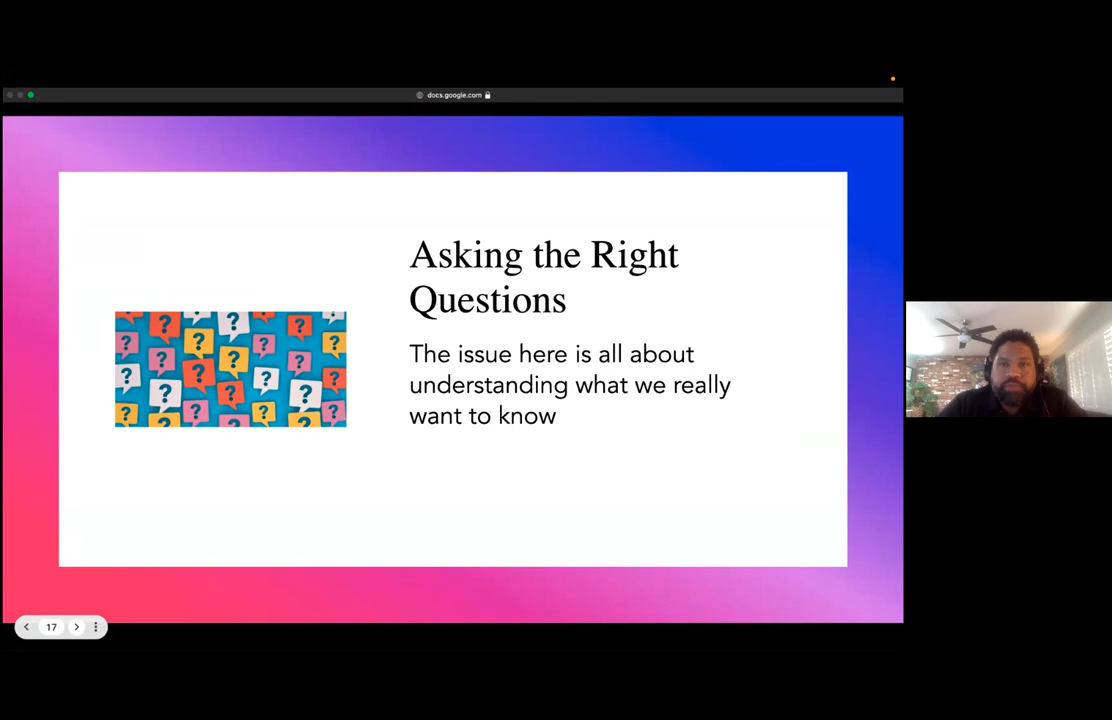 docs.google.com
Asking the Right
Questions
The issue here is all about
understanding what we really
want to know
17